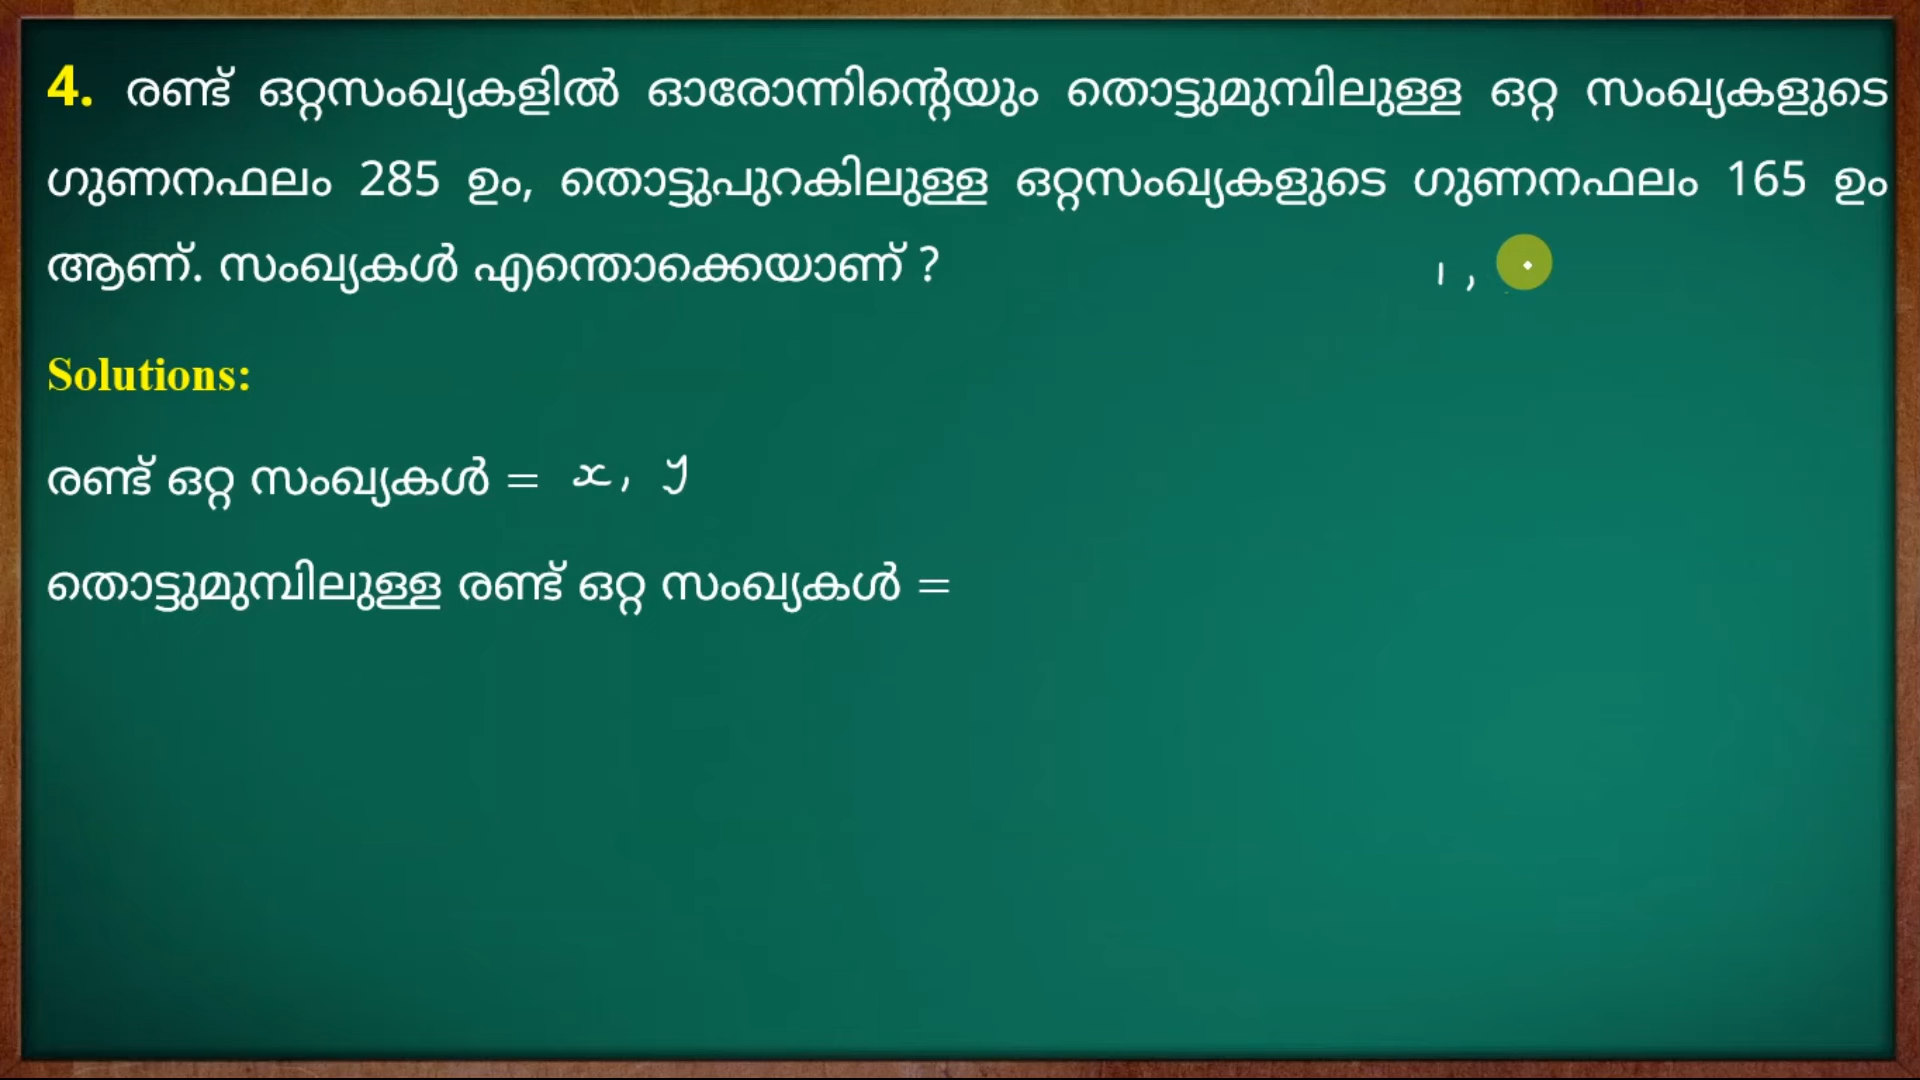 4. രണ്ട് ഒറ്റസംഖ്യകളിൽ ഓരോന്നിന്റെയും തൊട്ടുമുമ്പിലുള്ള ഒറ്റ സംഖ്യകളുടെ
ഗുണനഫലം 285 ഉം, തൊട്ടുപുറകിലുള്ള ഒറ്റസംഖ്യകളുടെ ഗുണനഫലം 165 ഉം
ആണ്. സംഖ്യകൾ എന്തൊക്കെയാണ് ?
1 ,
Solutions:
രണ്ട് ഒറ്റ സംഖ്യകൾ = x, y
തൊട്ടുമുമ്പിലുള്ള രണ്ട് ഒറ്റ സംഖ്യകൾ =